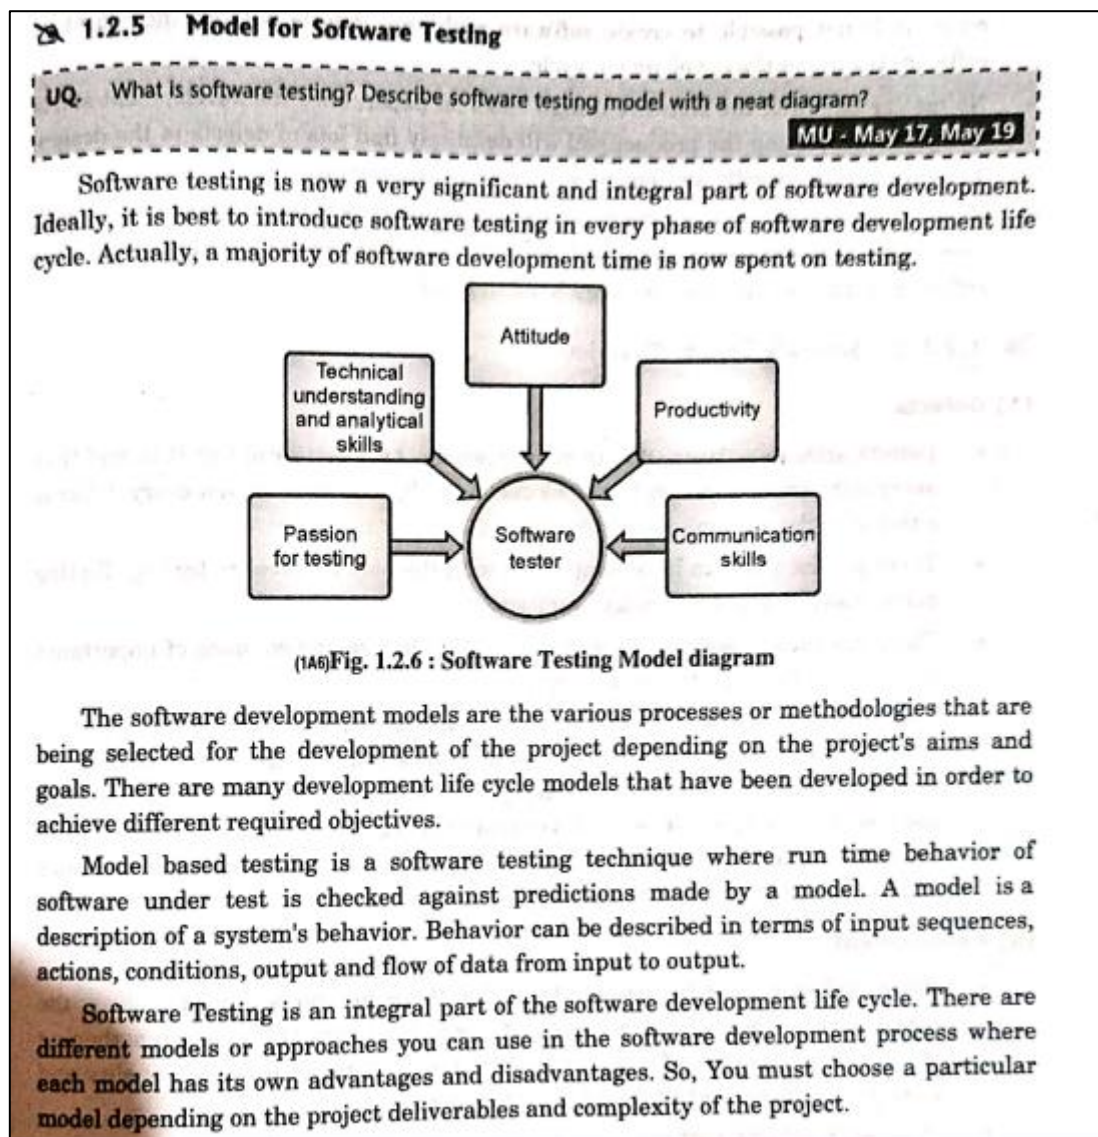 1.2.5 Model for Software Testing
UQ. What is software testing? Describe software testing model with a neat diagram?
MU - May 17, May 19
Software testing is now a very significant and integral part of software development.
Ideally, it is best to introduce software testing in every phase of software development life
cycle. Actually, a majority of software development time is now spent on testing.
Attitude
Technical
understanding
and analytical
skills
Productivity
Passion
for testing
Software
tester
Communication
skills
(1A6)Fig. 1.2.6 : Software Testing Model diagram
The software development models are the various processes or methodologies that are
being selected for the development of the project depending on the project's aims and
goals. There are many development life cycle models that have been developed in order to
achieve different required objectives.
Model based testing is a software testing technique where run time behavior of
software under test is checked against predictions made by a model. A model is a
description of a system's behavior. Behavior can be described in terms of input sequences,
actions, conditions, output and flow of data from input to output.
Software Testing is an integral part of the software development life cycle. There are
different models or approaches you can use in the software development process where
each model has its own advantages and disadvantages. So, You must choose a particular
model depending on the project deliverables and complexity of the project.